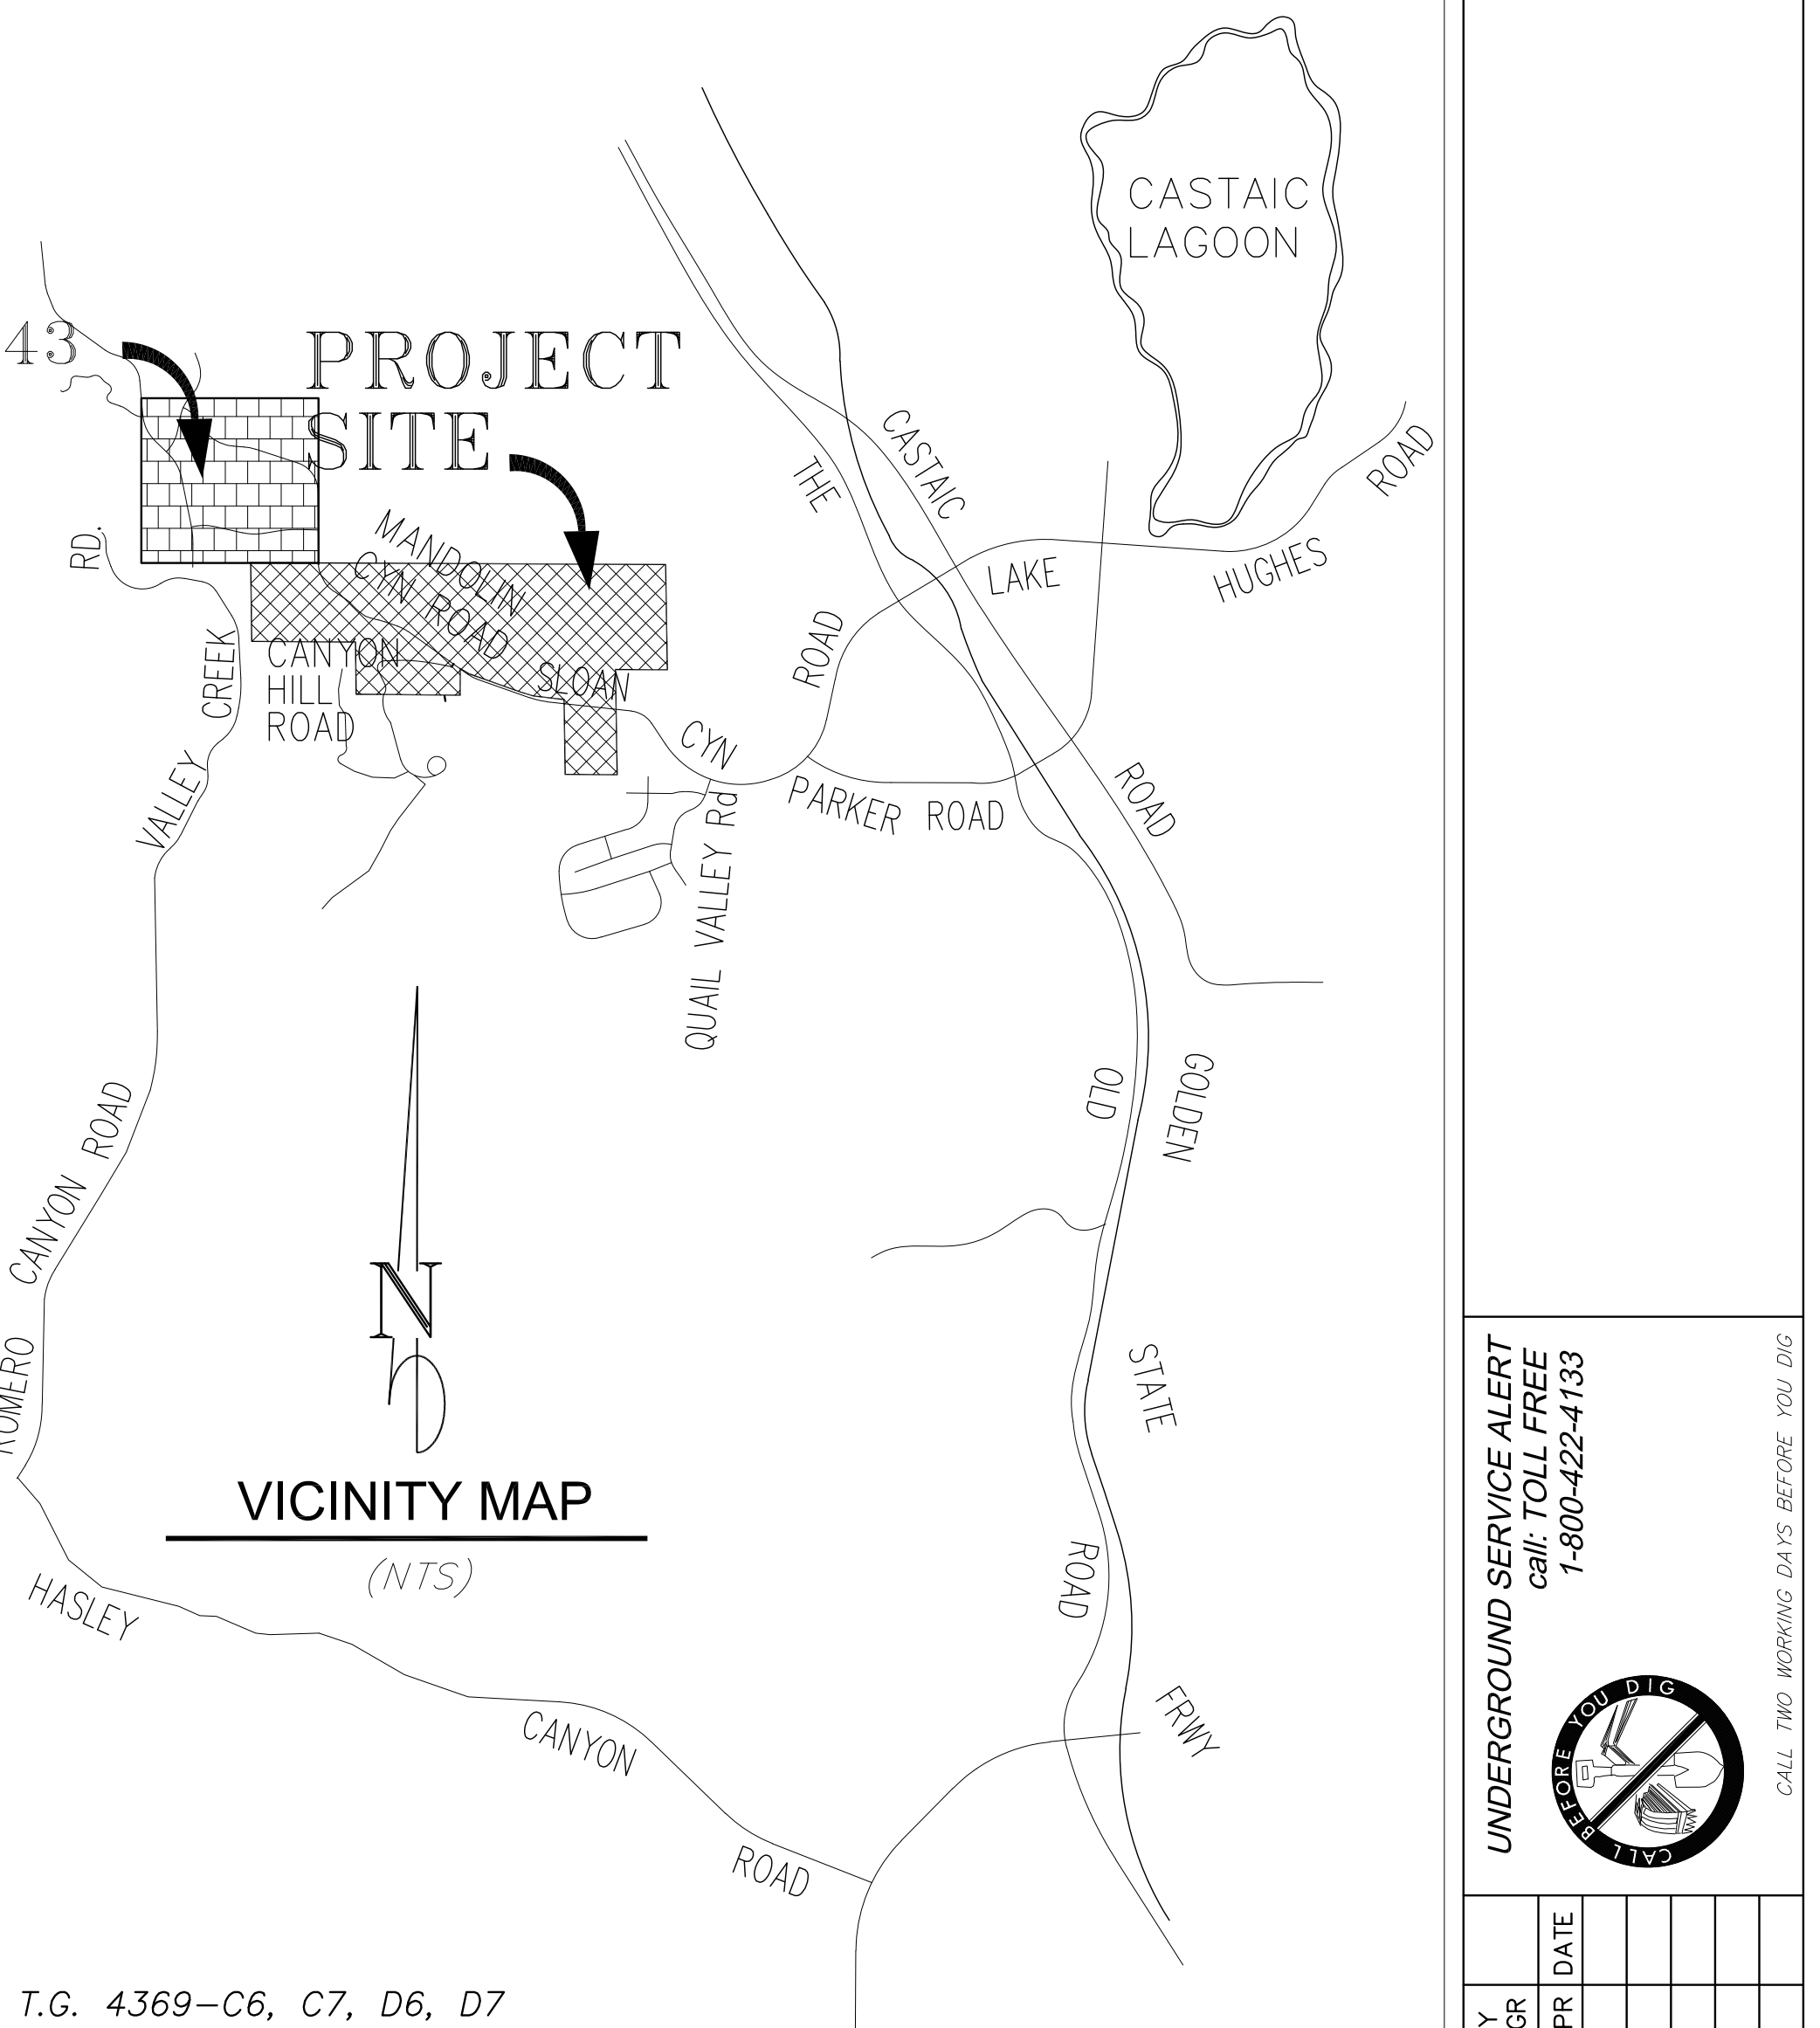 CASTAIC
LAGOON
43
PROJECT
SITE
CASTAIC
THE
ROAD
RD.
MANDOLIN
CYN ROAD
LAKE
HUGHES
ROAD
CREEK
CANYON
HILL
ROAD
SLOAN
CYN
VALLEY
QUAIL VALLEY Rd
PARKER ROAD
ROAD
OLD
GOLDEN
CANYON ROAD
ROMERO
N
STATE
VICINITY MAP
(NTS)
HASLEY
ROAD
CANYON
FRWY
ROAD
T.G. 4369-C6, C7, D6, D7
UNDERGROUND SERVICE ALERT
call: TOLL FREE
1-800-422-4133
CALL BEFORE YOU DIG
CALL TWO WORKING DAYS BEFORE YOU DIG
DATE
PR
Y
GR